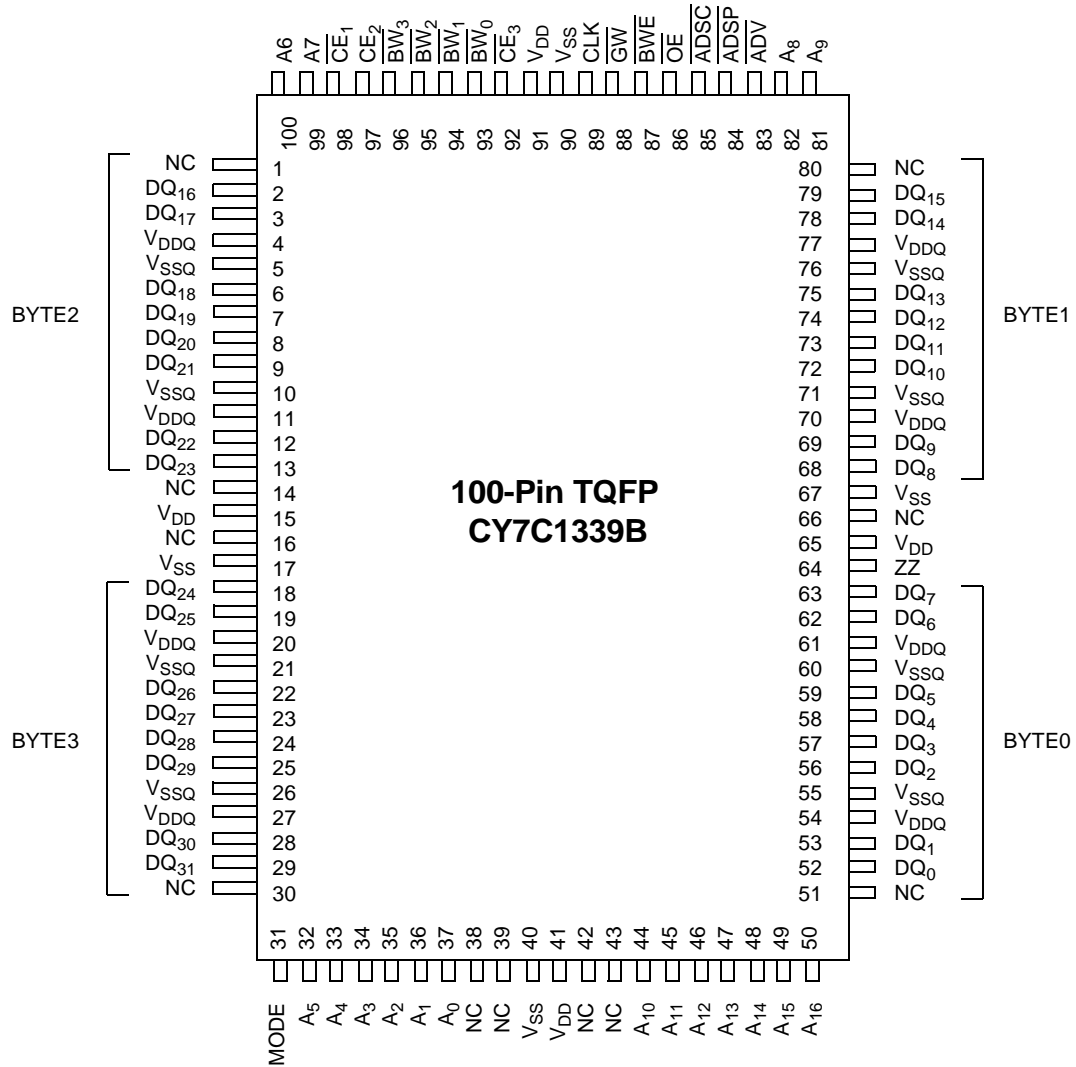 A6 A7 CE1 CE2 BW3 BW2 BW1 BW0 CE3 VDD VSS CLK GW BWE OE ADSC ADSP ADV A8 A9
100 99 98 97 96 95 94 93 92 91 90 89 88 87 86 85 84 83 82 81
NC 1 80 NC
DQ16 2 79 DQ15
DQ17 3 78 DQ14
VDDQ 4 77 VDDQ
VSSQ 5 76 VSSQ
DQ18 6 75 DQ13
BYTE2 DQ19 7 74 DQ12 BYTE1
DQ20 8 73 DQ11
DQ21 9 72 DQ10
VSSQ 10 71 VSSQ
VDDQ 11 70 VDDQ
DQ22 12 69 DQ9
DQ23 13 68 DQ8
NC 14 100-Pin TQFP 67 VSS
VDD 15 CY7C1339B 66 NC
NC 16 65 VDD
VSS 17 64 ZZ
DQ24 18 63 DQ7
DQ25 19 62 DQ6
VDDQ 20 61 VDDQ
VSSQ 21 60 VSSQ
DQ26 22 59 DQ5
DQ27 23 58 DQ4
BYTE3 DQ28 24 57 DQ3 BYTE0
DQ29 25 56 DQ2
VSSQ 26 55 VSSQ
VDDQ 27 54 VDDQ
DQ30 28 53 DQ1
DQ31 29 52 DQ0
NC 30 51 NC
31 32 33 34 35 36 37 38 39 40 41 42 43 44 45 46 47 48 49 50
MODE A5 A4 A3 A2 A1 A0 NC NC VSS VDD NC NC A10 A11 A12 A13 A14 A15 A16